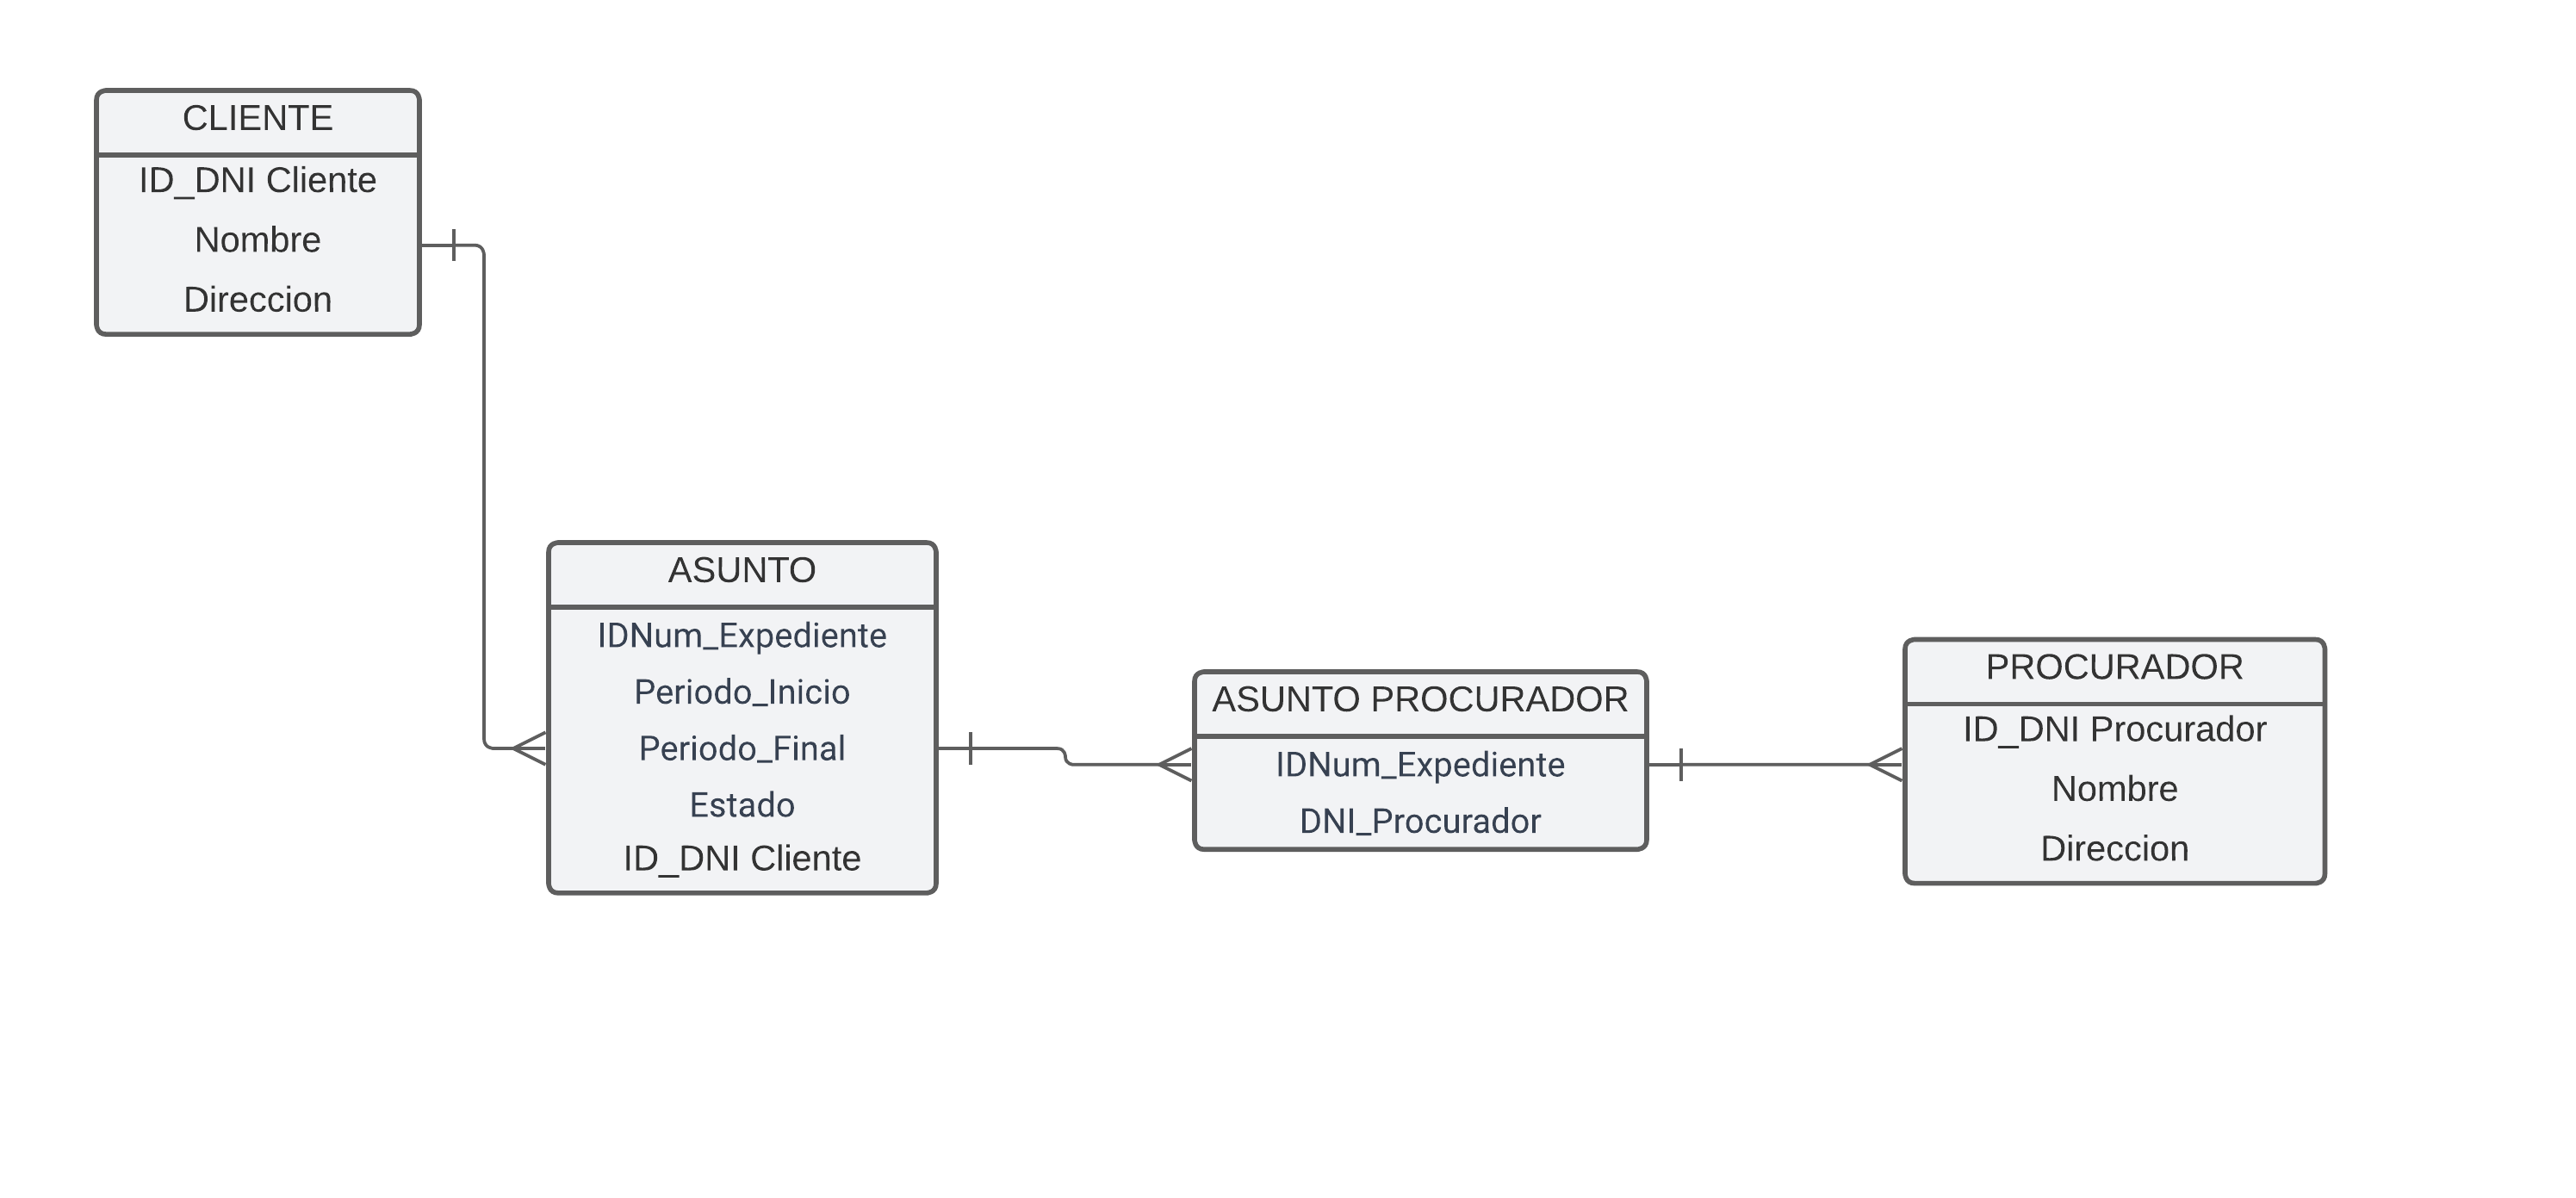 CLIENTE
ID_DNI Cliente
Nombre
Direccion
ASUNTO
IDNum_Expediente
Periodo_Inicio
Periodo_Final
Estado
ID_DNI Cliente
ASUNTO PROCURADOR
IDNum_Expediente
DNI_Procurador
PROCURADOR
ID_DNI Procurador
Nombre
Direccion